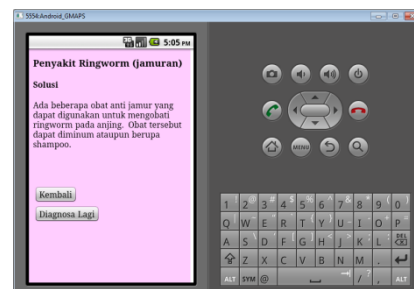 5554:Android_GMAPS
5:05 PM
Penyakit Ringworm (jamuran)
Solusi
Ada beberapa obat anti jamur yang
dapat digunakan untuk mengobati
ringworm pada anjing. Obat tersebut
dapat diminum ataupun berupa
shampoo.
Kembali
Diagnosa Lagi
MENU
1 ! 2 @ 3 # 4 $ 5 % 6 ^ 7 & 8 * 9 ( 0 )
Q W E R T Y U I O P
A S D F G H J K L DEL
Z X C V B N M .
ALT SYM @ / ? , ALT